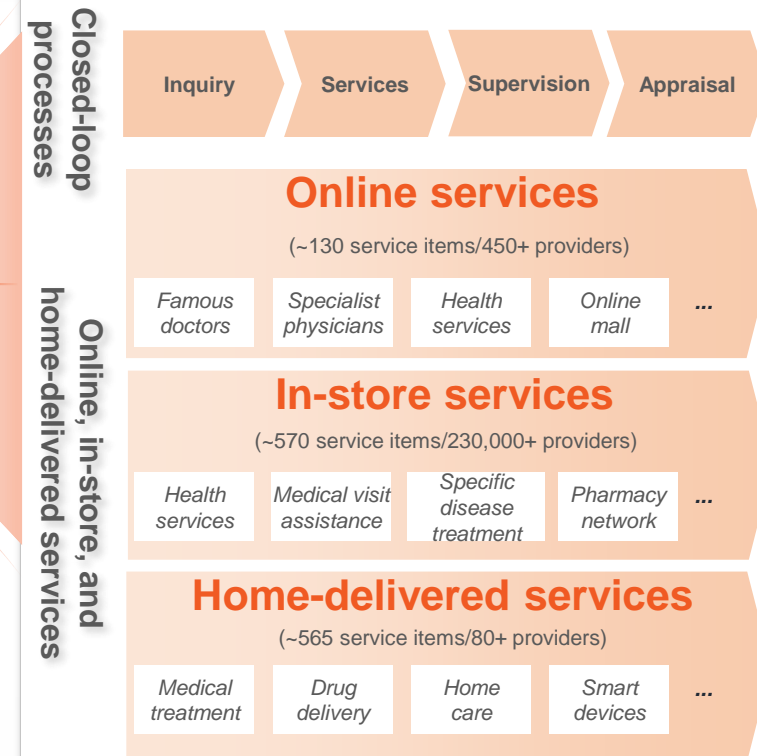 Closed-loop
processes
Inquiry
Services
Supervision
Appraisal
Online, in-store, and
home-delivered services
Online services
(~130 service items/450+ providers)
Famous
doctors
Specialist
physicians
Health
services
Online
mall
...
In-store services
(~570 service items/230,000+ providers)
Health
services
Medical visit
assistance
Specific
disease
treatment
Pharmacy
network
...
Home-delivered services
(~565 service items/80+ providers)
Medical
treatment
Drug
delivery
Home
care
Smart
devices
...